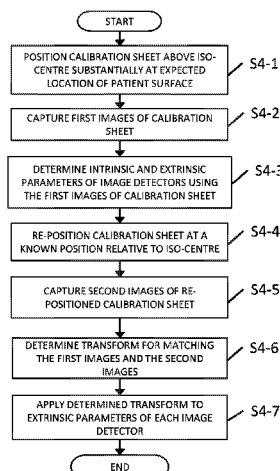 START
POSITION CALIBRATION SHEET ABOVE ISO-
CENTRE SUBSTANTIALLY AT EXPECTED
LOCATION OF PATIENT SURFACE
S4-1
CAPTURE FIRST IMAGES OF CALIBRATION
SHEET
S4-2
DETERMINE INTRINSIC AND EXTRINSIC
PARAMETERS OF IMAGE DETECTORS USING
THE FIRST IMAGES OF CALIBRATION SHEET
S4-3
RE-POSITION CALIBRATION SHEET AT A
KNOWN POSITION RELATIVE TO ISO-CENTRE
S4-4
CAPTURE SECOND IMAGES OF RE-
POSITIONED CALIBRATION SHEET
S4-5
DETERMINE TRANSFORM FOR MATCHING
THE FIRST IMAGES AND THE SECOND
IMAGES
S4-6
APPLY DETERMINED TRANSFORM TO
EXTRINSIC PARAMETERS OF EACH IMAGE
DETECTOR
S4-7
END